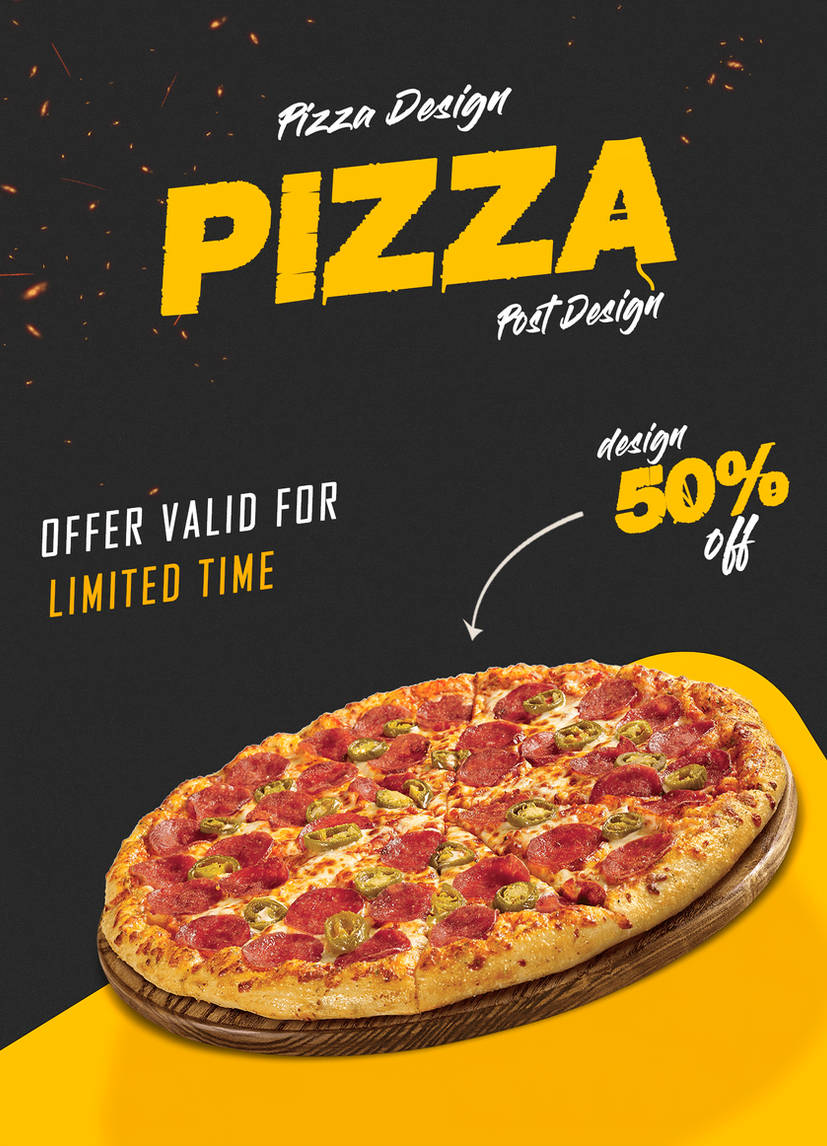 Pizza Design
PIZZA
Post Design
design
50%
off
OFFER VALID FOR
LIMITED TIME